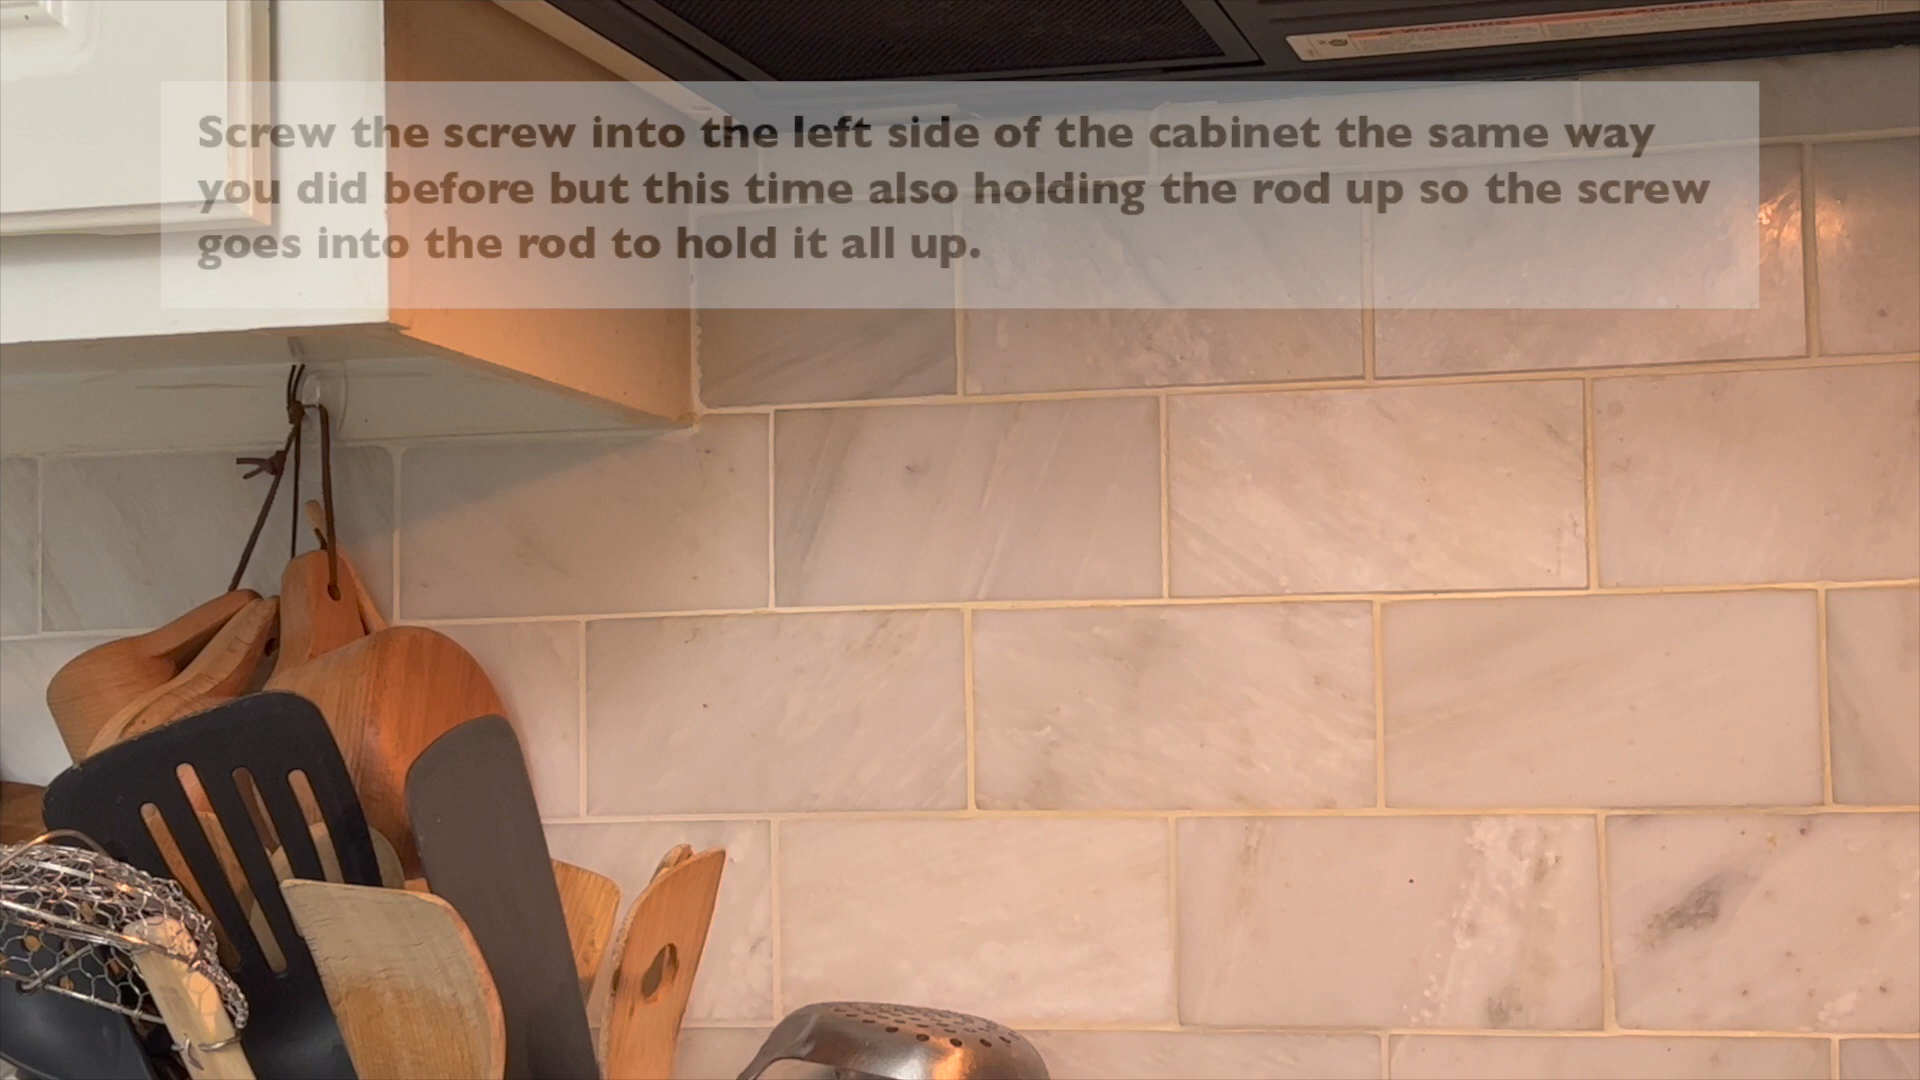 WARNING
Screw the screw into the left side of the cabinet the same way
you did before but this time also holding the rod up so the screw
goes into the rod to hold it all up.